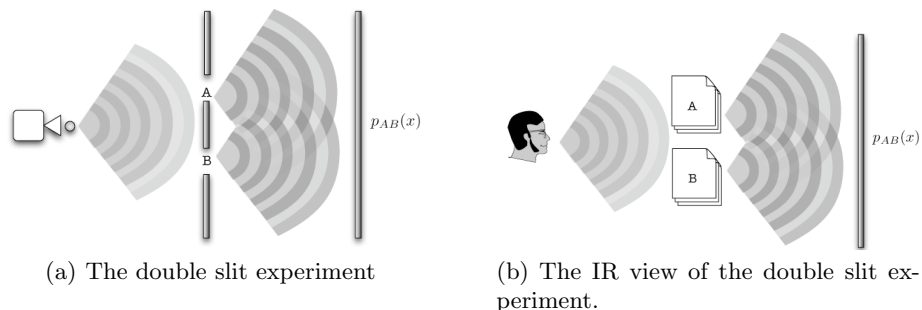 A
B
p_{AB}(x)
(a) The double slit experiment
A
B
p_{AB}(x)
(b) The IR view of the double slit ex-
periment.